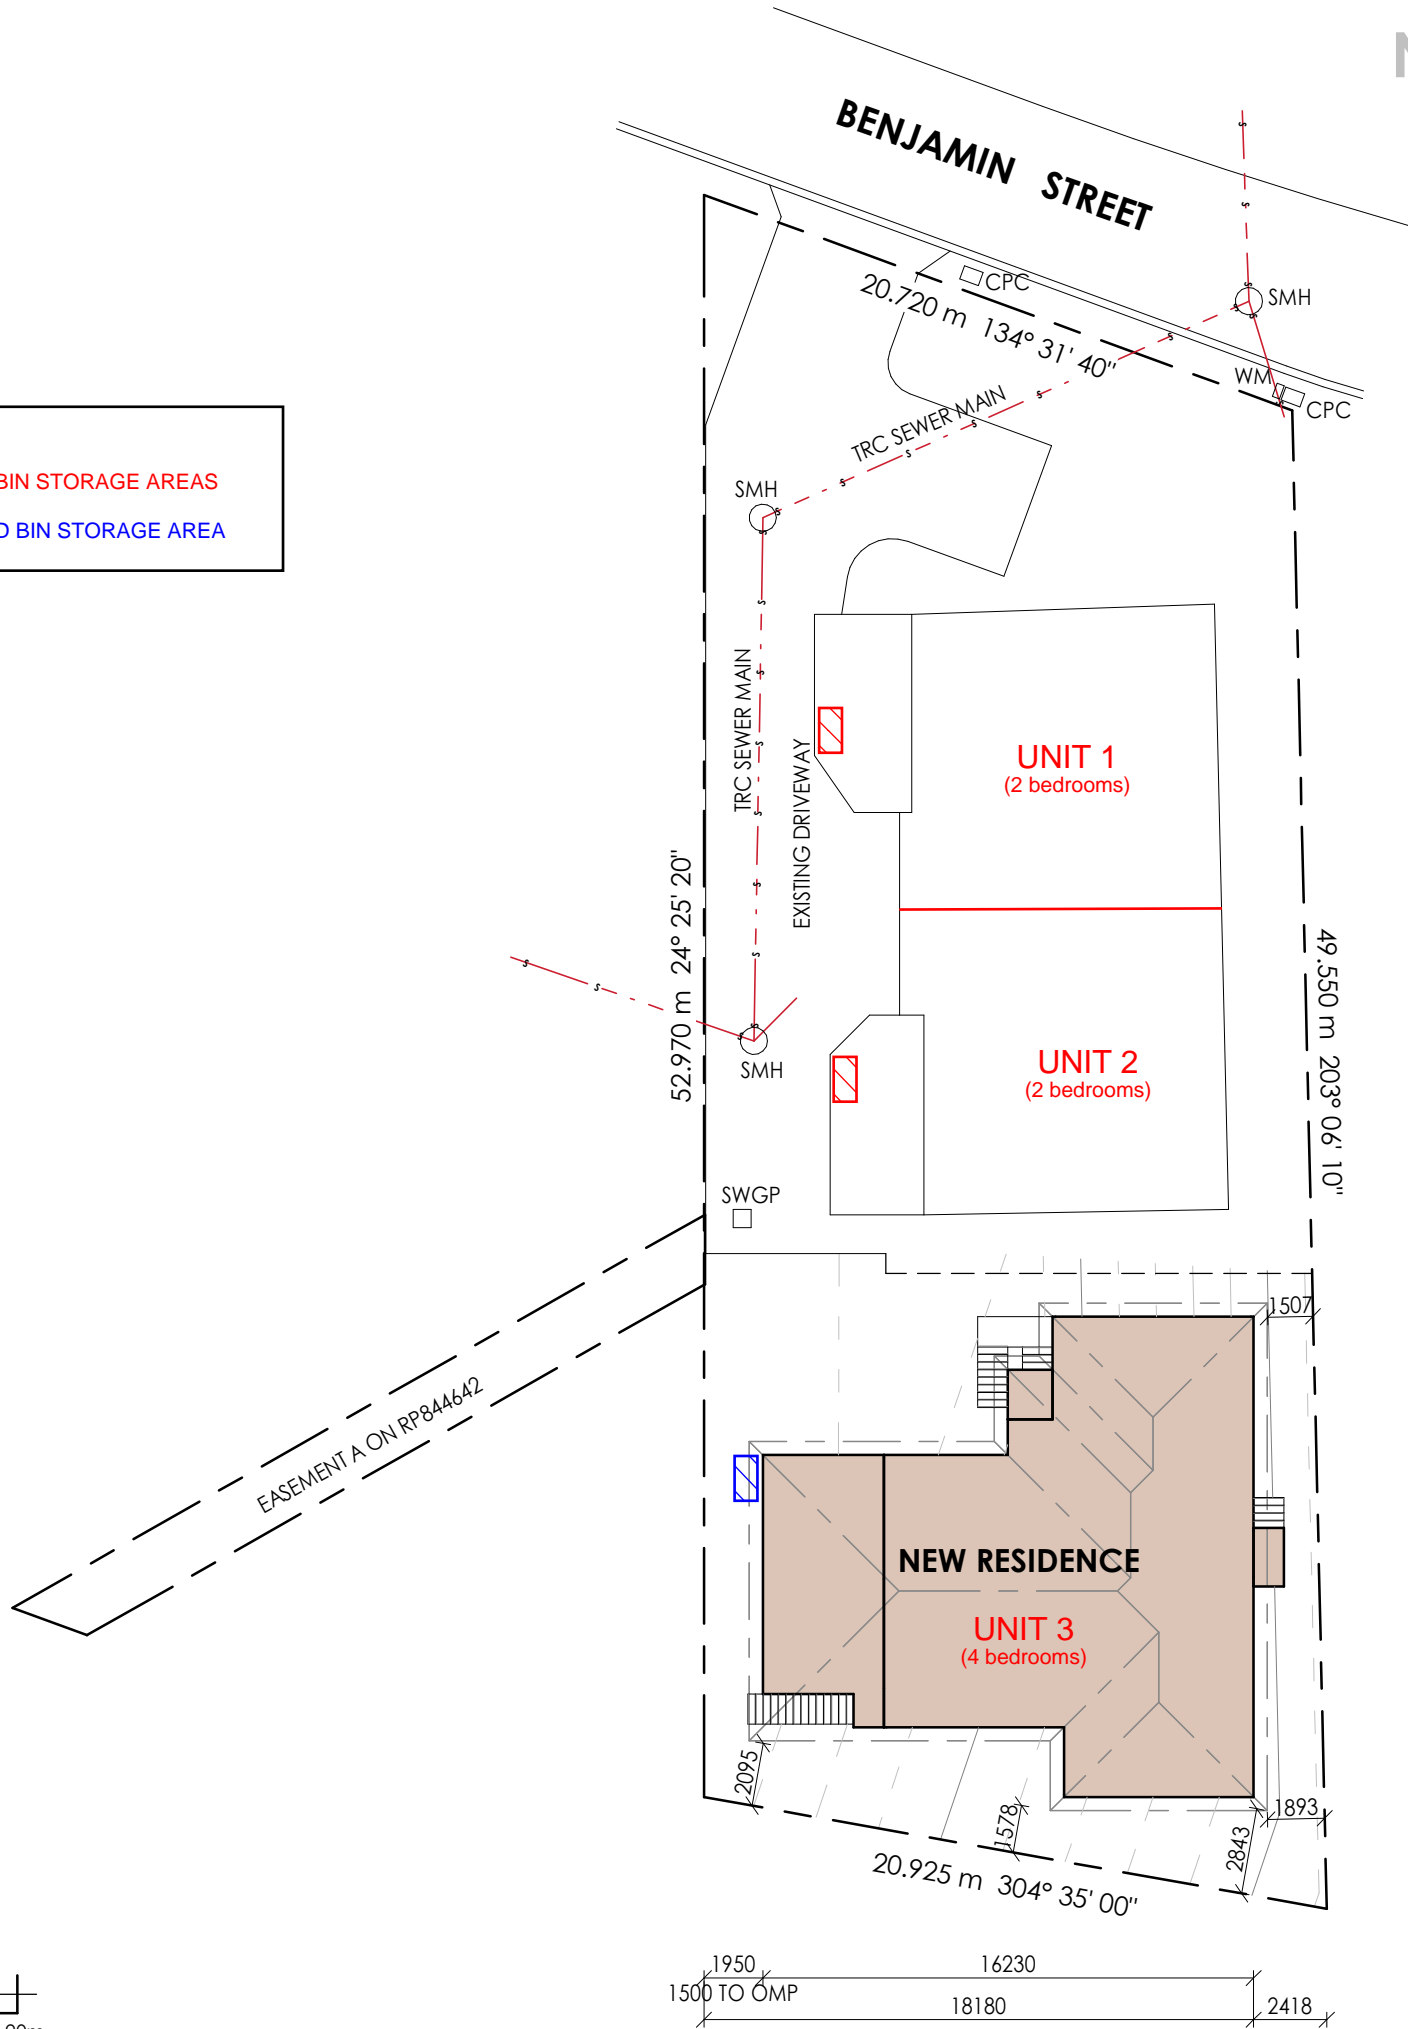 BENJAMIN STREET
CPC
SMH
20.720 m 134° 31' 40"
WM
CPC
TRC SEWER MAIN
BIN STORAGE AREAS
BIN STORAGE AREA
SMH
TRC SEWER MAIN
EXISTING DRIVEWAY
UNIT 1
(2 bedrooms)
52.970 m 24° 25' 20"
49.550 m 203° 06' 10"
SMH
UNIT 2
(2 bedrooms)
SWGP
1507
EASEMENT A ON RP844642
NEW RESIDENCE
UNIT 3
(4 bedrooms)
2095
1578
2843
1893
20.925 m 304° 35' 00"
1950
16230
1500 TO OMP
18180
2418